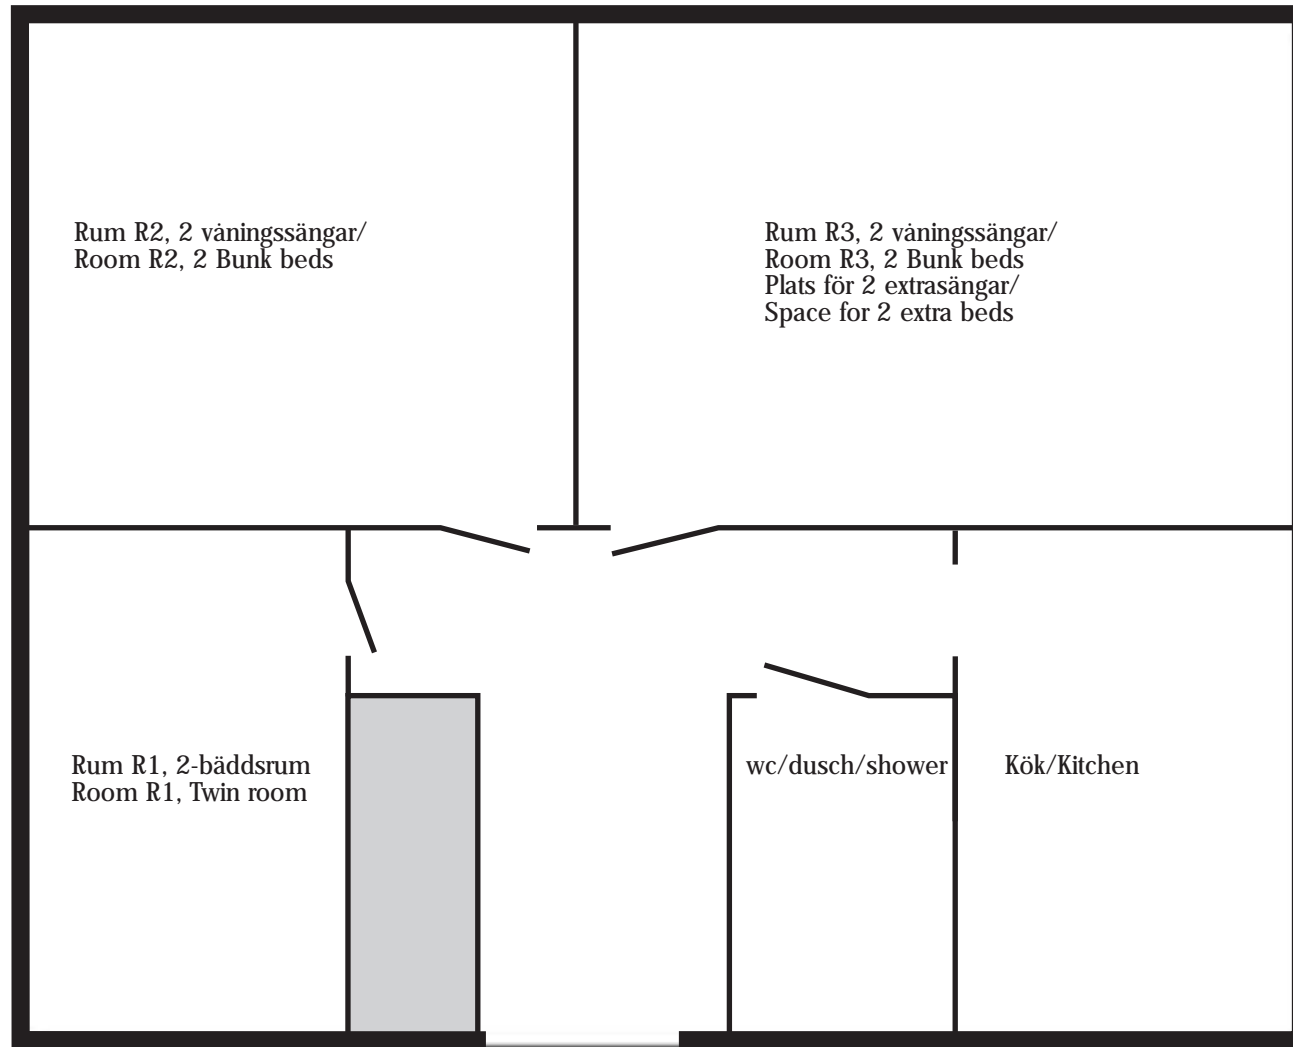 Rum R2, 2 våningssängar/
Room R2, 2 Bunk beds
Rum R3, 2 våningssängar/
Room R3, 2 Bunk beds
Plats för 2 extrasängar/
Space for 2 extra beds
Rum R1, 2-bäddsrum
Room R1, Twin room
wc/dusch/shower
Kök/Kitchen